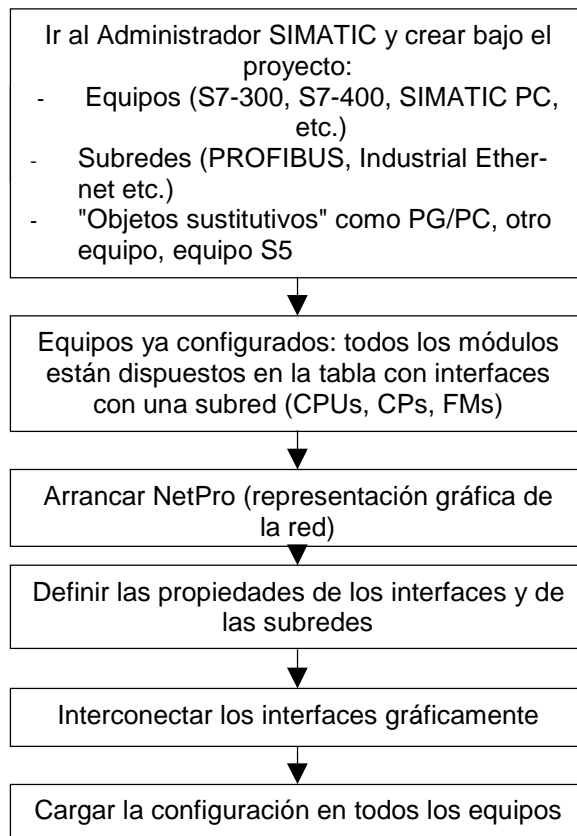 Ir al Administrador SIMATIC y crear bajo el
proyecto:
- Equipos (S7-300, S7-400, SIMATIC PC,
etc.)
- Subredes (PROFIBUS, Industrial Ether-
net etc.)
- "Objetos sustitutivos" como PG/PC, otro
equipo, equipo S5
Equipos ya configurados: todos los módulos
están dispuestos en la tabla con interfaces
con una subred (CPUs, CPs, FMs)
Arrancar NetPro (representación gráfica de
la red)
Definir las propiedades de los interfaces y de
las subredes
Interconectar los interfaces gráficamente
Cargar la configuración en todos los equipos